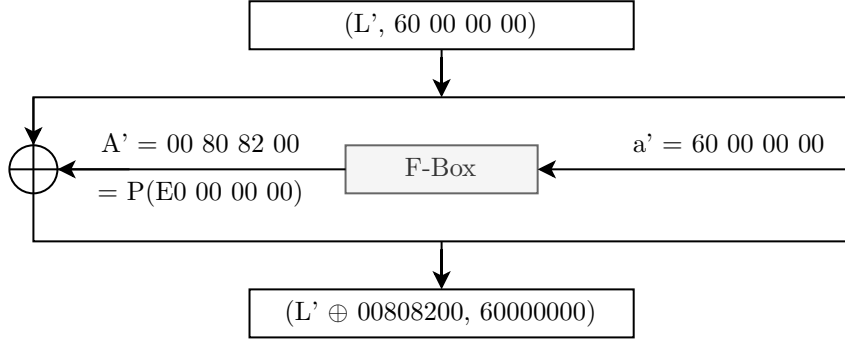 (L’, 60 00 00 00)
A’ = 00 80 82 00
= P(E0 00 00 00)
F-Box
a’ = 60 00 00 00
(L’ ⊕ 00808200, 60000000)